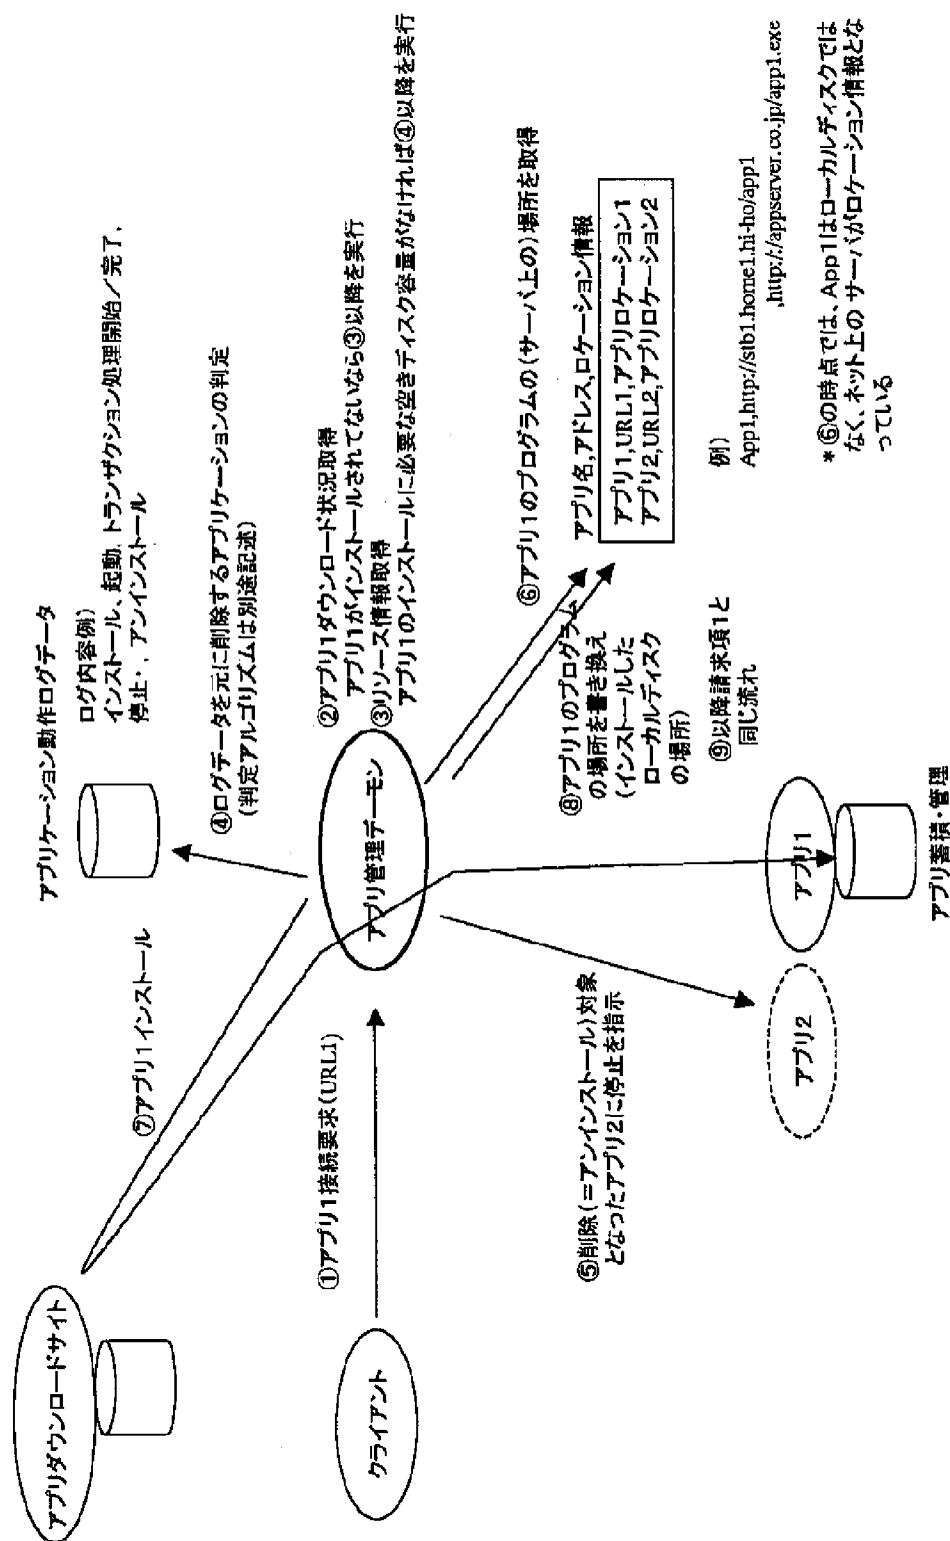 アプリダウンロードサイト
⑦アプリ1インストール
アプリケーション動作ログデータ
ログ内容例)
インストール、起動、トランザクション処理開始／完了、
停止、アンインストール
④ログデータを元に削除するアプリケーションの判定
(判定アルゴリズムは別途記述)
クライアント
①アプリ1接続要求(URL1)
アプリ管理デーモン
②アプリ1ダウンロード状況取得
アプリ1がインストールされてないなら③以降を実行
③リソース情報取得
アプリ1のインストールに必要な空きディスク容量がなければ④以降を実行
⑤削除(＝アンインストール)対象
となったアプリ2に停止を指示
⑥アプリ1のプログラムの(サーバ上の)場所を取得
アプリ名,アドレス,ロケーション情報
アプリ1,URL1,アプリロケーション1
アプリ2,URL2,アプリロケーション2
⑧アプリ1のプログラム
の場所を書き換え
(インストールした
ローカルディスク
の場所)
⑨以降請求項1と
同じ流れ
例)
App1,http://stb1.home1.hi-ho/app1
,http://:/appserver.co.jp/app1.exe
＊⑥の時点では、App1はローカルディスクでは
なく、ネット上のサーバがロケーション情報とな
っている
アプリ2
アプリ1
アプリ蓄積・管理